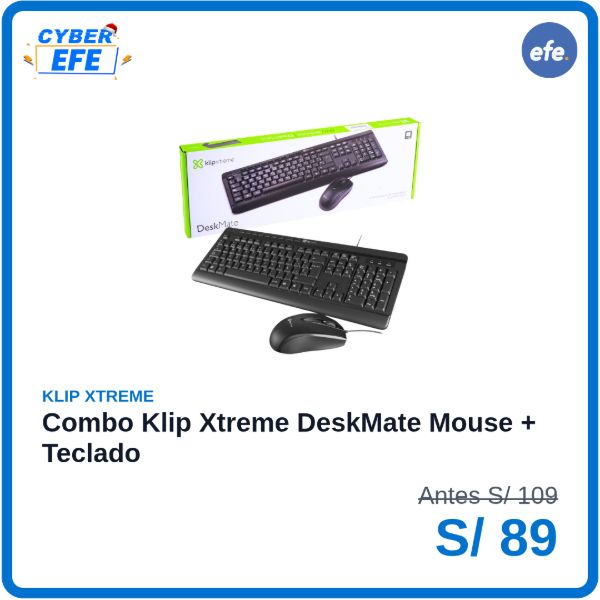 CYBER
EFE
efe.
klipxtreme
DeskMate
KLIP XTREME
Combo Klip Xtreme DeskMate Mouse +
Teclado
Antes S/ 109
S/ 89